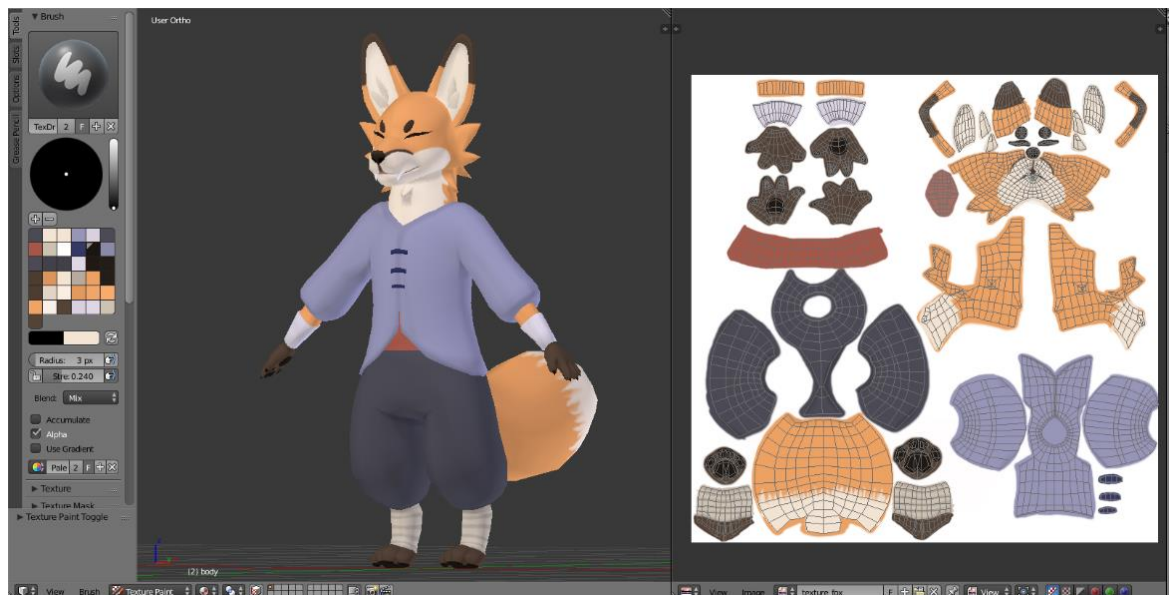 Tools
Slots
Options
Grease Pencil
▼ Brush
TexDr 2 F
Radius: 3 px
Stre: 0.240
Blend: Mix
Accumulate
Alpha
Use Gradient
Pale 2 F
▶ Texture
▶ Texture Mask
▶ Texture Paint Toggle
User Ortho
(2) body
View Brush Texture Paint
View Image texture_fox F View